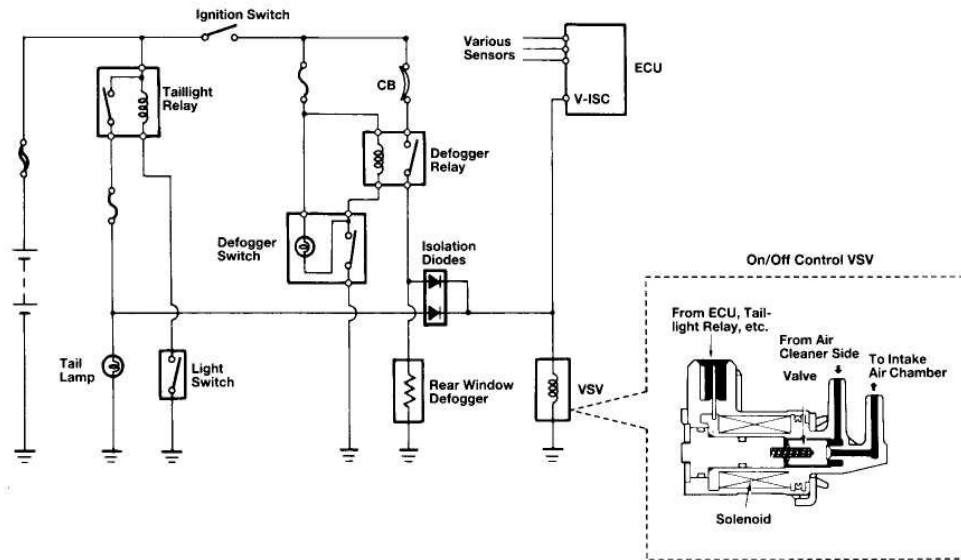 Ignition Switch
Various
Sensors
ECU
V-ISC
Taillight
Relay
CB
Defogger
Relay
Defogger
Switch
Isolation
Diodes
On/Off Control VSV
From ECU, Tail-
light Relay, etc.
From Air
Cleaner Side
Valve
To Intake
Air Chamber
Tail
Lamp
Light
Switch
Rear Window
Defogger
VSV
Solenoid